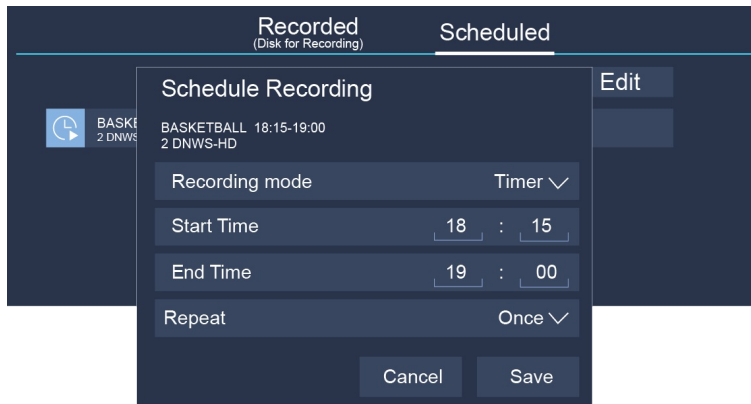 Recorded
(Disk for Recording)
Scheduled
Edit
Schedule Recording
BASKETBALL 18:15-19:00
2 DNWS-HD
Recording mode Timer
Start Time 18 : 15
End Time 19 : 00
Repeat Once
Cancel Save